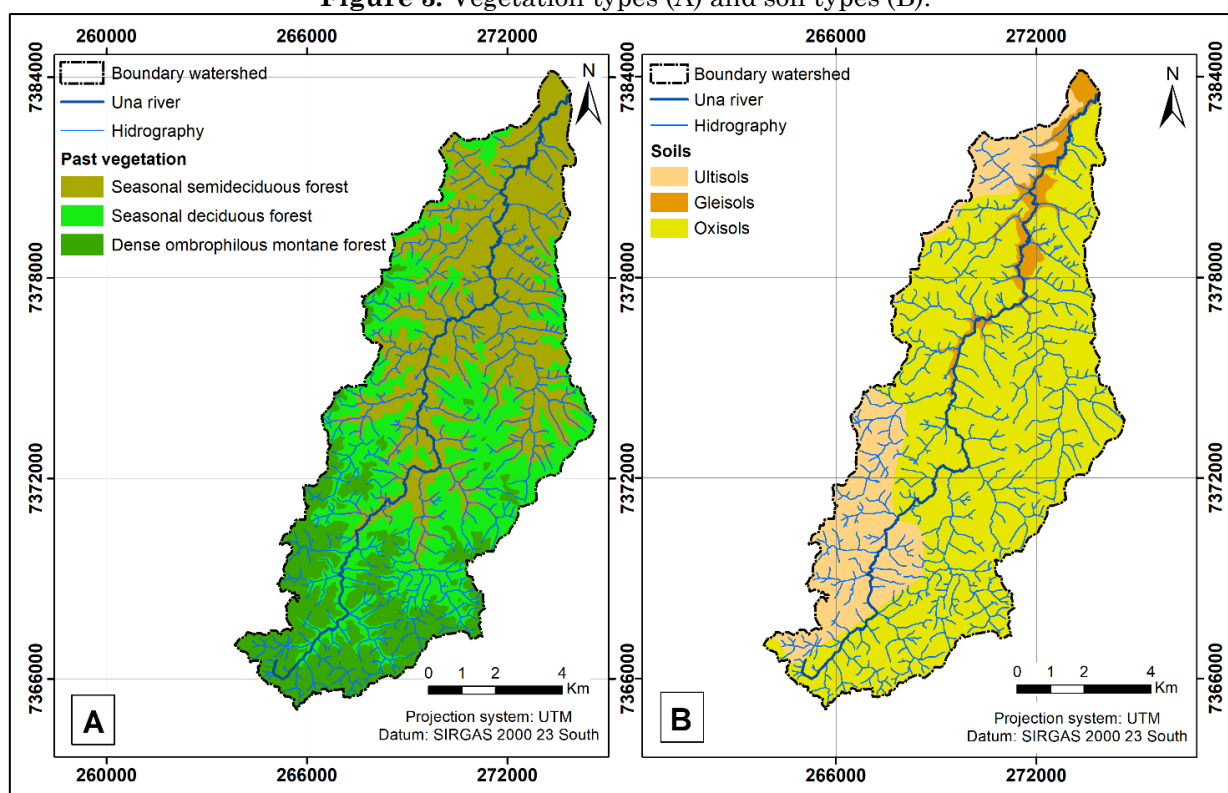 Figure 3. Vegetation types (A) and soil types (B).
260000 266000 272000
Boundary watershed
Una river
Hidrography
Past vegetation
Seasonal semideciduous forest
Seasonal deciduous forest
Dense ombrophilous montane forest
N
7384000
7378000
7372000
7366000
0 1 2 4
Km
Projection system: UTM
Datum: SIRGAS 2000 23 South
A
260000 266000 272000
266000 272000
Boundary watershed
Una river
Hidrography
Soils
Ultisols
Gleisols
Oxisols
N
7384000
7378000
7372000
7366000
0 1 2 4
Km
Projection system: UTM
Datum: SIRGAS 2000 23 South
B
266000 272000